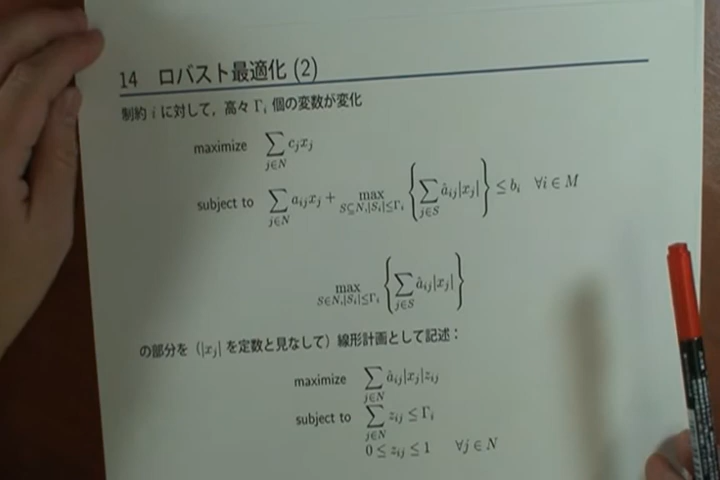 14 ロバスト最適化 (2)
制約 i に対して，高々 Γᵢ 個の変数が変化
maximize ∑_{j∈N} c_j x_j
subject to ∑_{j∈N} a_{ij} x_j + max_{S⊆N,|S_i|≤Γ_i} { ∑_{j∈S} â_{ij}|x_j| } ≤ b_i ∀i ∈ M
max_{S∈N,|S_i|≤Γ_i} { ∑_{j∈S} â_{ij}|x_j| }
の部分を（|x_j| を定数と見なして）線形計画として記述：
maximize ∑_{j∈N} â_{ij}|x_j|z_{ij}
subject to ∑_{j∈N} z_{ij} ≤ Γ_i
0 ≤ z_{ij} ≤ 1 ∀j ∈ N